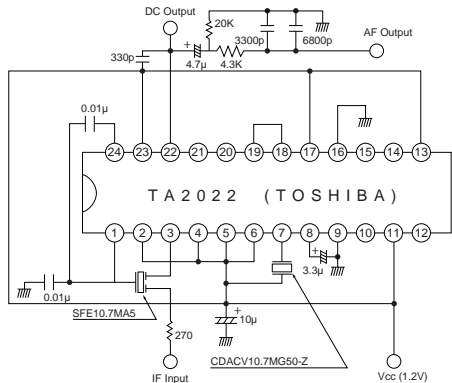 DC Output
20K
3300p
6800p
AF Output
330p
+
4.7μ
4.3K
0.01μ
24 23 22 21 20 19 18 17 16 15 14 13
TA2022 (TOSHIBA)
1 2 3 4 5 6 7 8 9 10 11 12
+
3.3μ
0.01μ
SFE10.7MA5
+
10μ
270
CDACV10.7MG50-Z
IF Input
Vcc (1.2V)